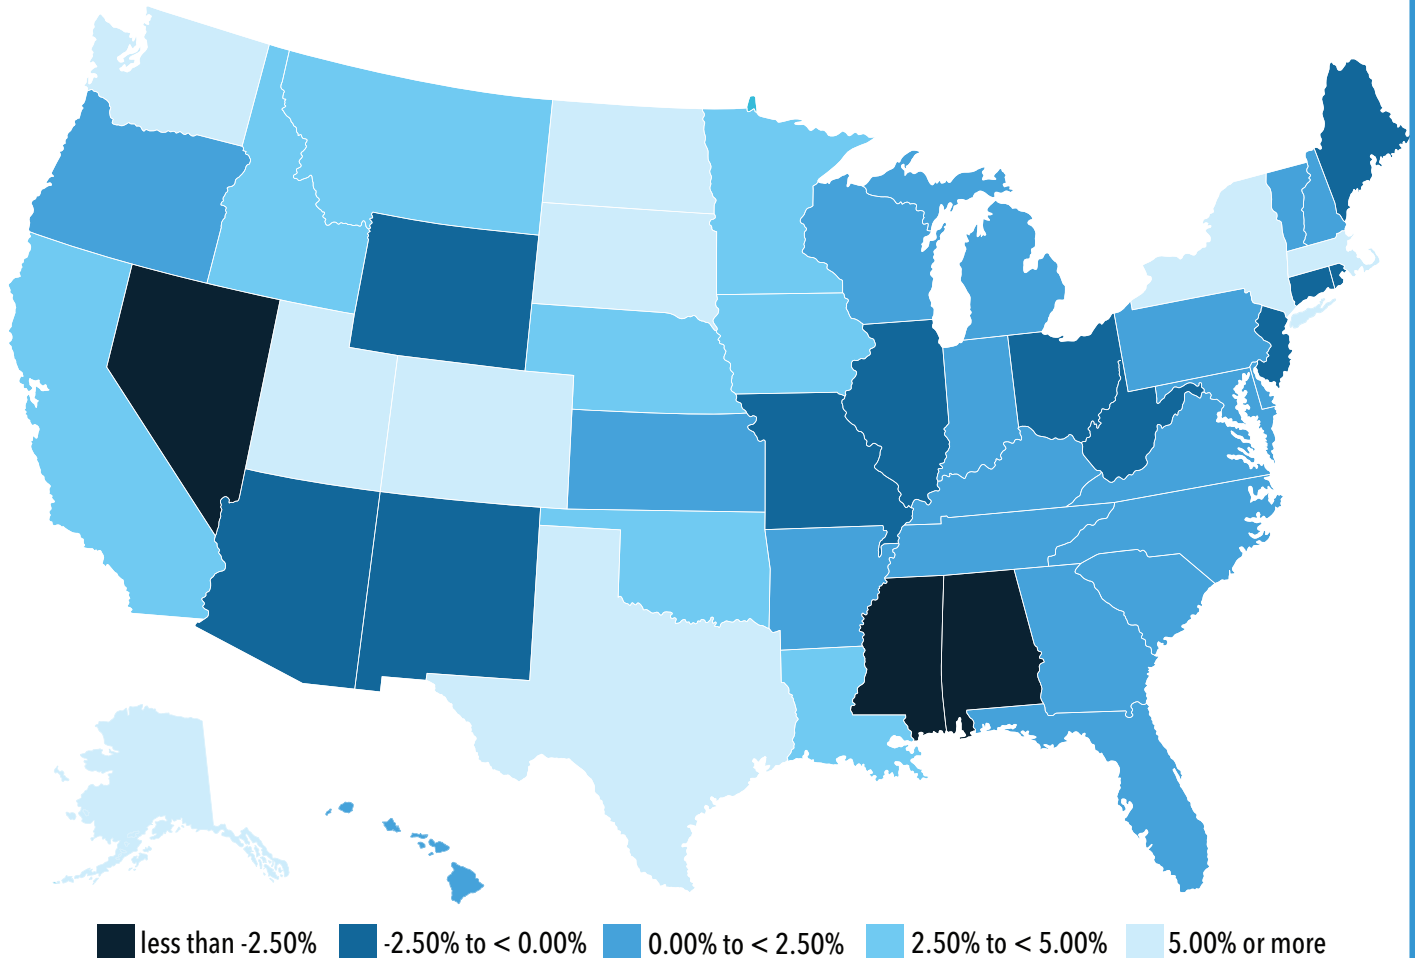 less than -2.50% -2.50% to < 0.00% 0.00% to < 2.50% 2.50% to < 5.00% 5.00% or more